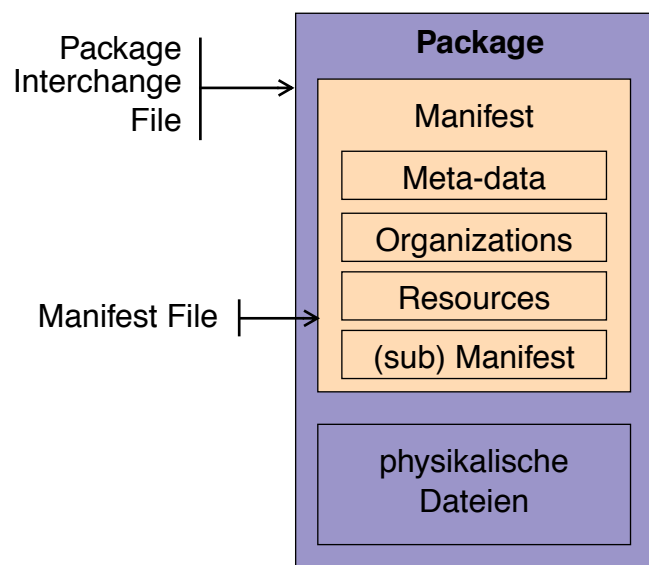 Package
Interchange
File
Package
Manifest
Meta-data
Organizations
Resources
(sub) Manifest
Manifest File
physikalische
Dateien